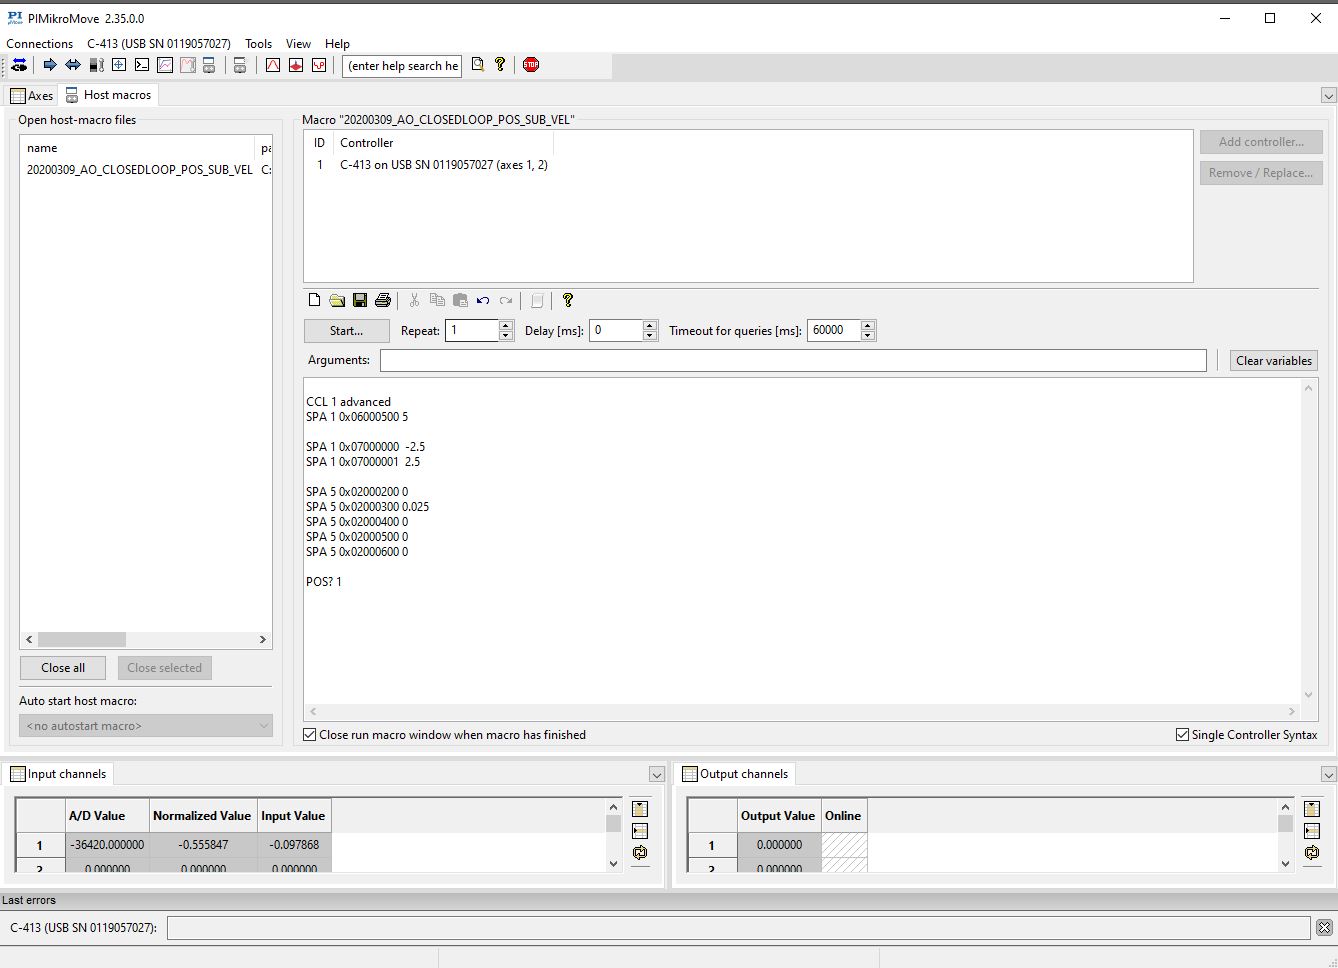 PI PIMikroMove 2.35.0.0
Connections C-413 (USB SN 0119057027) Tools View Help
(enter help search he
STOP
Axes Host macros
Open host-macro files
name pa
20200309_AO_CLOSEDLOOP_POS_SUB_VEL C:
Close all Close selected
Auto start host macro:
<no autostart macro>
Macro "20200309_AO_CLOSEDLOOP_POS_SUB_VEL"
ID Controller
1 C-413 on USB SN 0119057027 (axes 1, 2)
Add controller...
Remove / Replace...
Start... Repeat: 1 Delay [ms]: 0 Timeout for queries [ms]: 60000
Arguments: Clear variables
CCL 1 advanced
SPA 1 0x06000500 5
SPA 1 0x07000000 -2.5
SPA 1 0x07000001 2.5
SPA 5 0x02000200 0
SPA 5 0x02000300 0.025
SPA 5 0x02000400 0
SPA 5 0x02000500 0
SPA 5 0x02000600 0
POS? 1
Close run macro window when macro has finished Single Controller Syntax
Input channels
A/D Value Normalized Value Input Value
1 -36420.000000 -0.555847 -0.097868
2 0.000000 0.000000 0.000000
Output channels
Output Value Online
1 0.000000
2 0.000000
Last errors
C-413 (USB SN 0119057027):